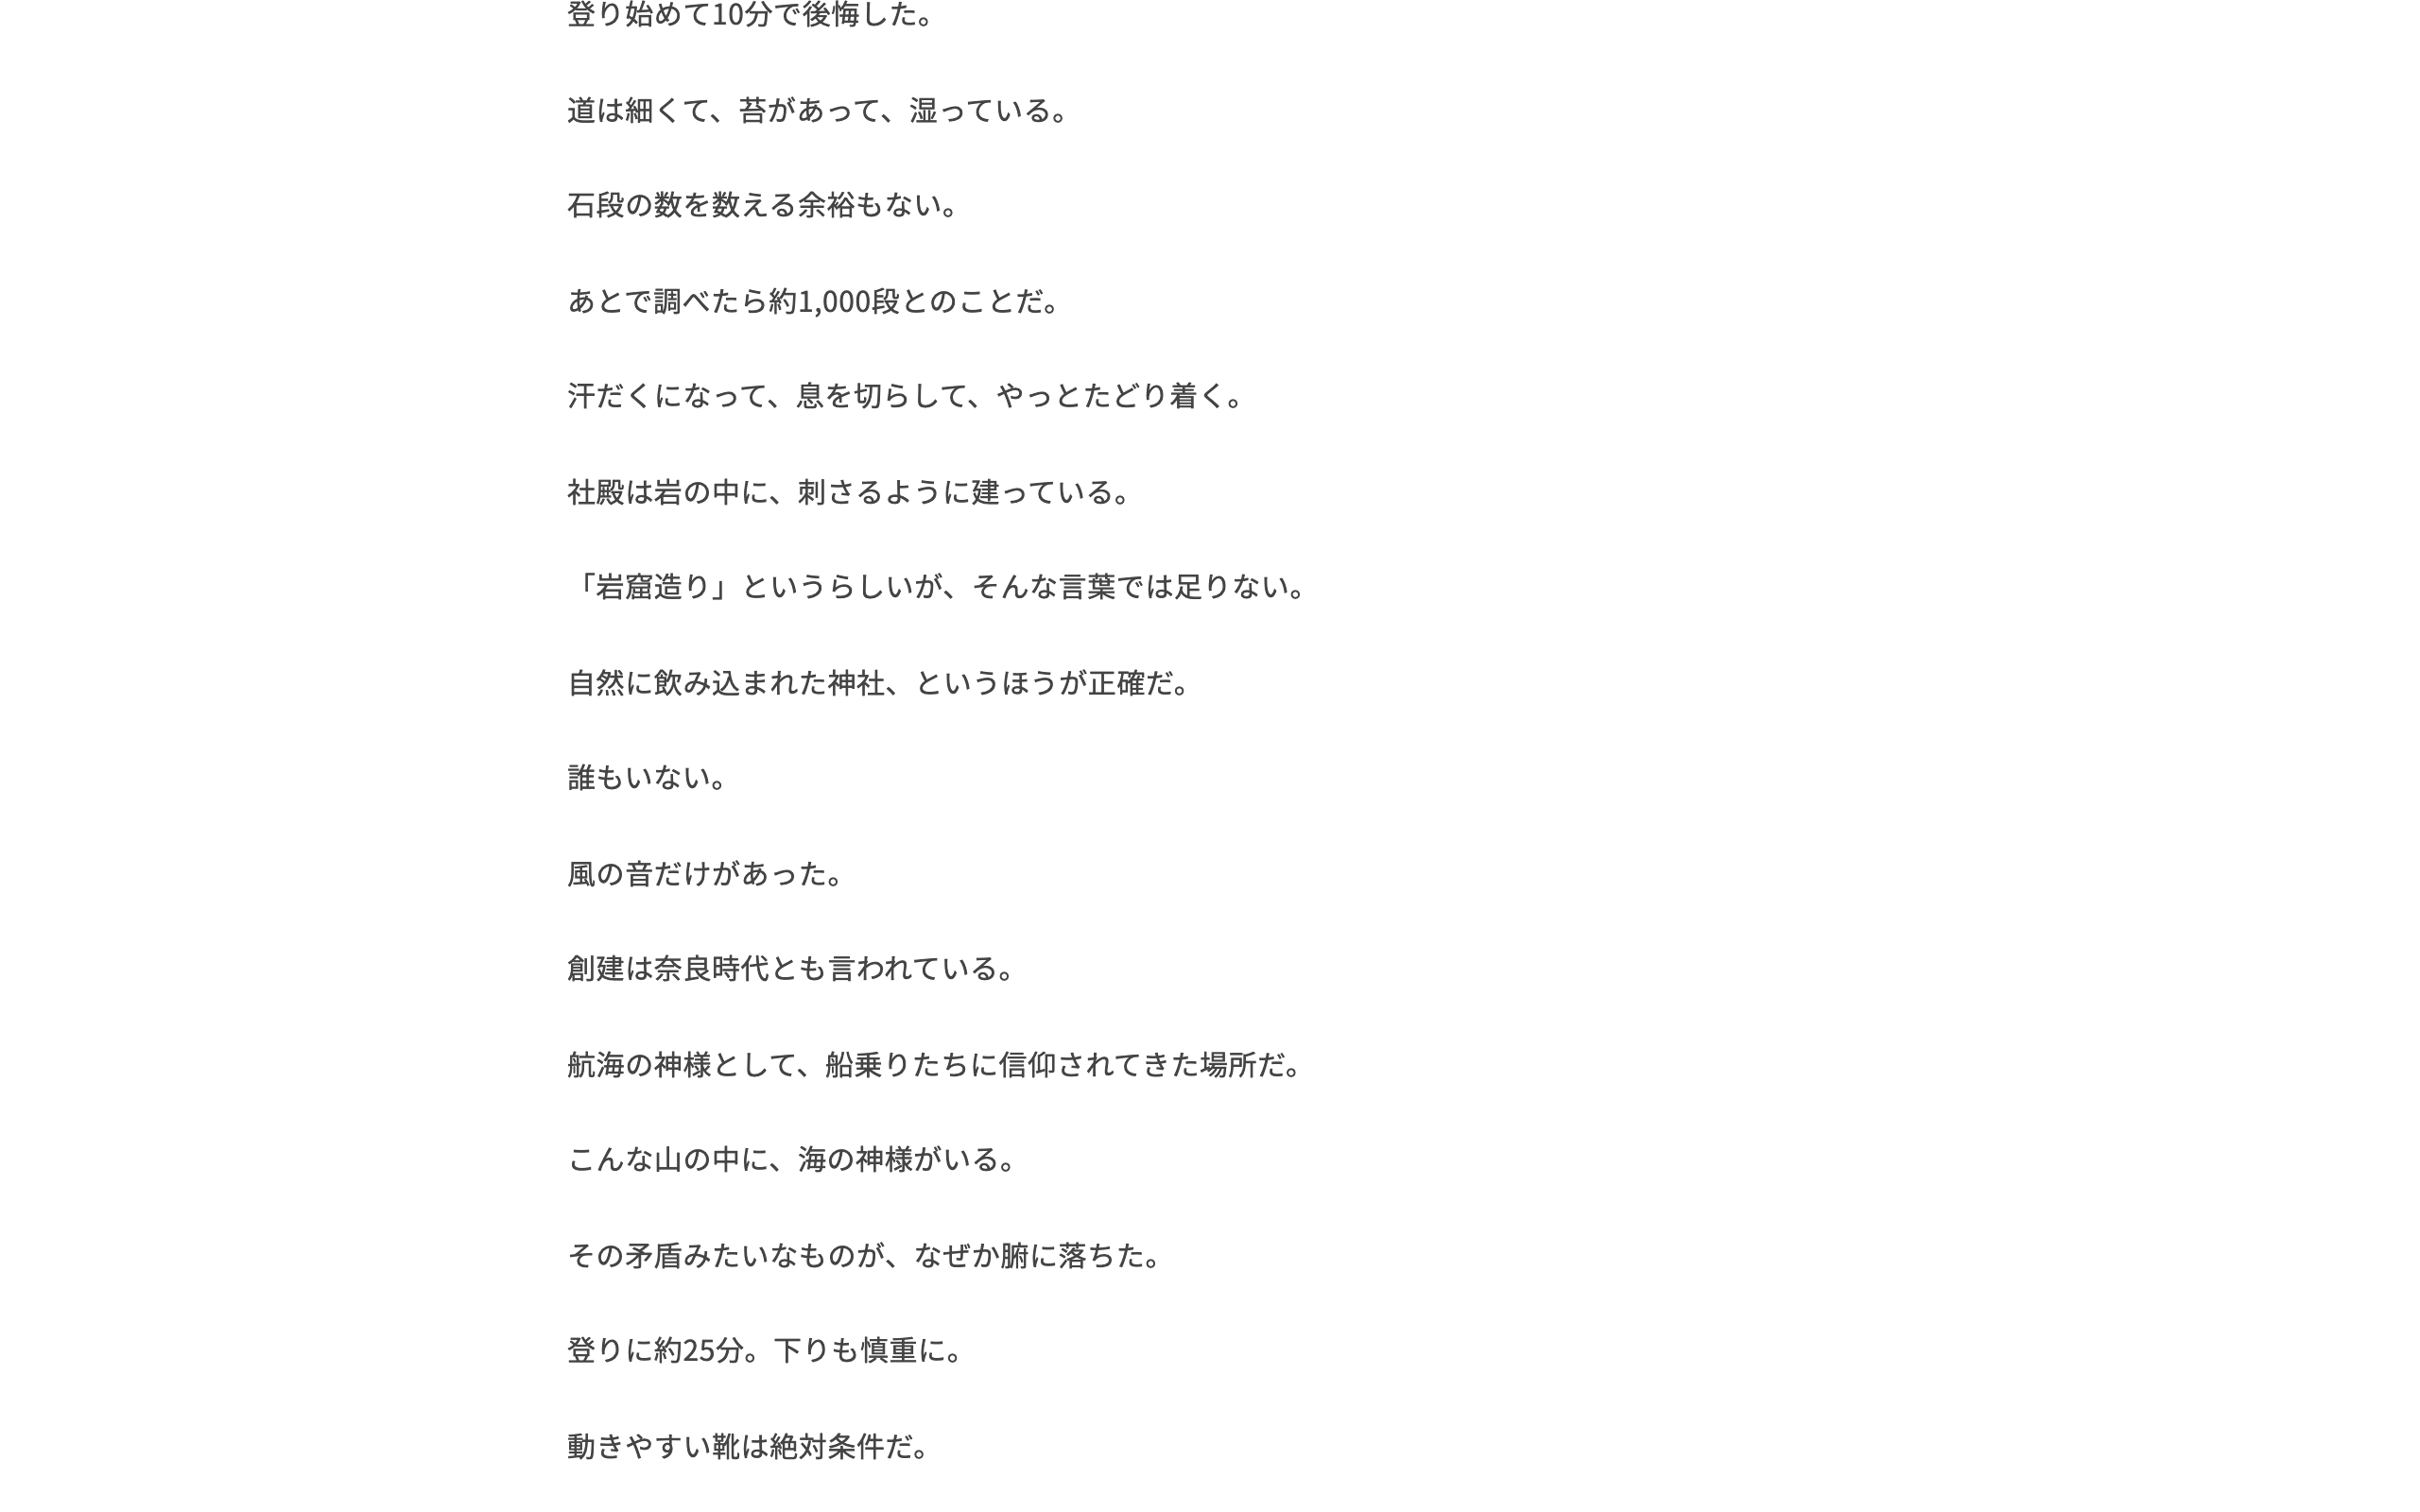 登り始めて10分で後悔した。
道は細くて、苔があって、湿っている。
石段の数を数える余裕もない。
あとで調べたら約1,000段とのことだ。
汗だくになって、息を切らして、やっとたどり着く。
社殿は岩の中に、刺さるように建っている。
「岩窟造り」というらしいが、そんな言葉では足りない。
自然に飲み込まれた神社、というほうが正確だ。
誰もいない。
風の音だけがあった。
創建は奈良時代とも言われている。
航海の神様として、船乗りたちに信仰されてきた場所だ。
こんな山の中に、海の神様がいる。
その矛盾みたいなものが、なぜか腑に落ちた。
登りに約25分。下りも慎重に。
動きやすい靴は絶対条件だ。